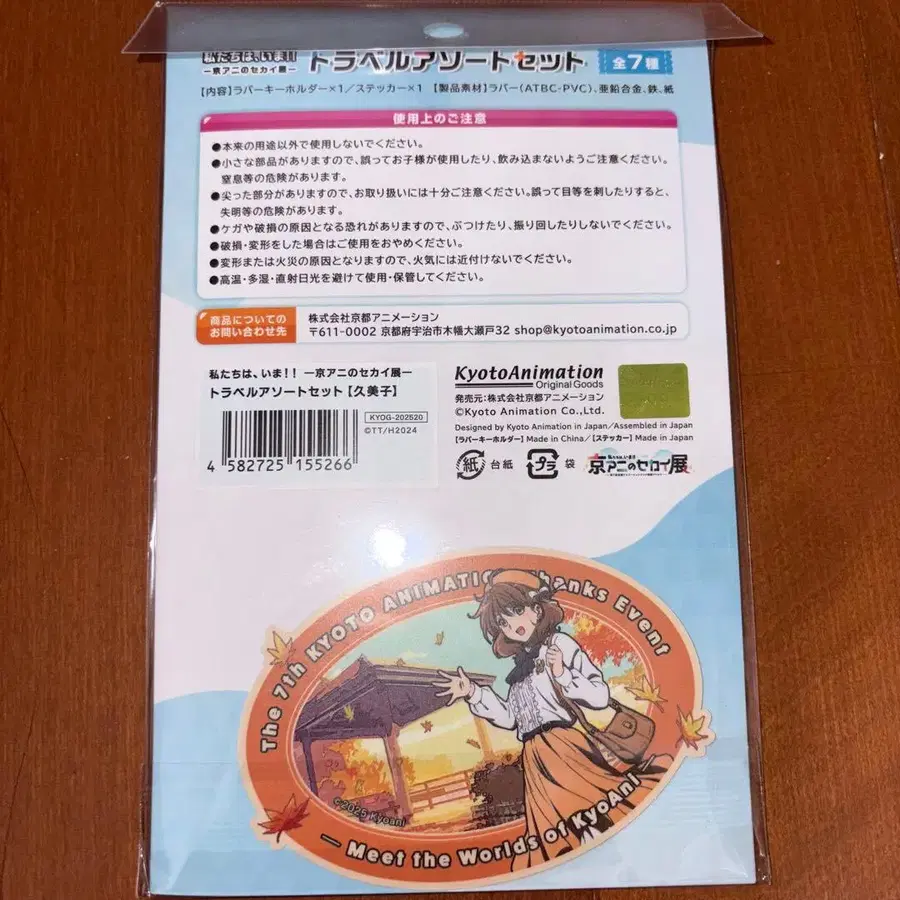 私たちは、いま!!
―京アニのセカイ展―
トラベルアソートセット
全7種
【内容】ラバーキーホルダー×1／ステッカー×1 【製品素材】ラバー(ATBC-PVC)、亜鉛合金、鉄、紙
使用上のご注意
●本来の用途以外で使用しないでください。
●小さな部品がありますので、誤ってお子様が使用したり、飲み込まないようご注意ください。
窒息等の危険があります。
●尖った部分がありますので、お取り扱いには十分ご注意ください。誤って目等を刺したりすると、
失明等の危険があります。
●ケガや破損の原因となる恐れがありますので、ぶつけたり、振り回したりしないでください。
●破損・変形をした場合はご使用をおやめください。
●変形または火災の原因となりますので、火気には近付けないでください。
●高温・多湿・直射日光を避けて使用・保管してください。
商品についての
お問い合わせ先
株式会社京都アニメーション
〒611-0002 京都府宇治市木幡大瀬戸32 shop@kyotoanimation.co.jp
私たちは、いま!! ―京アニのセカイ展―
トラベルアソートセット【久美子】
KYOG-202520
©TT/H2024
4 582725 155266
KyotoAnimation
Original Goods
発売元:株式会社京都アニメーション
©Kyoto Animation Co.,Ltd.
Designed by Kyoto Animation in Japan/Assembled in Japan
【ラバーキーホルダー】Made in China/【ステッカー】Made in Japan
紙 台紙 プラ 袋
私たちは、いま!!
京アニのセカイ展
The 7th KYOTO ANIMATION Thanks Event
©2025 Kyoani
― Meet the Worlds of KyoAni ―